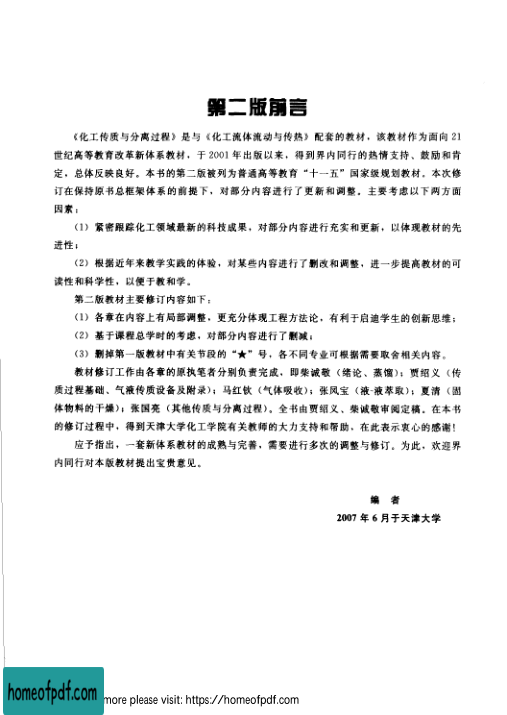 第二版前言
《化工传质与分离过程》是与《化工流体流动与传热》配套的教材，该教材作为面向 21
世纪高等教育改革新体系教材，于 2001 年出版以来，得到界内同行的热情支持、鼓励和肯
定，总体反映良好。本书的第二版被列为普通高等教育“十一五”国家级规划教材。本次修
订在保持原书总框架体系的前提下，对部分内容进行了更新和调整。主要考虑以下两方面
因素：
（1）紧密跟踪化工领域最新的科技成果，对部分内容进行充实和更新，以体现教材的先
进性；
（2）根据近年来教学实践的体验，对某些内容进行了删改和调整，进一步提高教材的可
读性和科学性，以便于教和学。
第二版教材主要修订内容如下：
（1）各章在内容上有局部调整，更充分体现工程方法论，有利于启迪学生的创新思维；
（2）基于课程总学时的考虑，对部分内容进行了删减；
（3）删掉第一版教材中有关节段的“★”号，各不同专业可根据需要取舍相关内容。
教材修订工作由各章的原执笔者分别负责完成，即柴诚敬（绪论、蒸馏）；贾绍义（传
质过程基础、气液传质设备及附录）；马红钦（气体吸收）；张凤宝（液-液萃取）；夏清（固
体物料的干燥）；张国亮（其他传质与分离过程）。全书由贾绍义、柴诚敬审阅定稿。在本书
的修订过程中，得到天津大学化工学院有关教师的大力支持和帮助，在此表示衷心的感谢！
应予指出，一套新体系教材的成熟与完善，需要进行多次的调整与修订。为此，欢迎界
内同行对本版教材提出宝贵意见。
编 者
2007 年 6 月于天津大学
homeofpdf.com
more please visit: https://homeofpdf.com